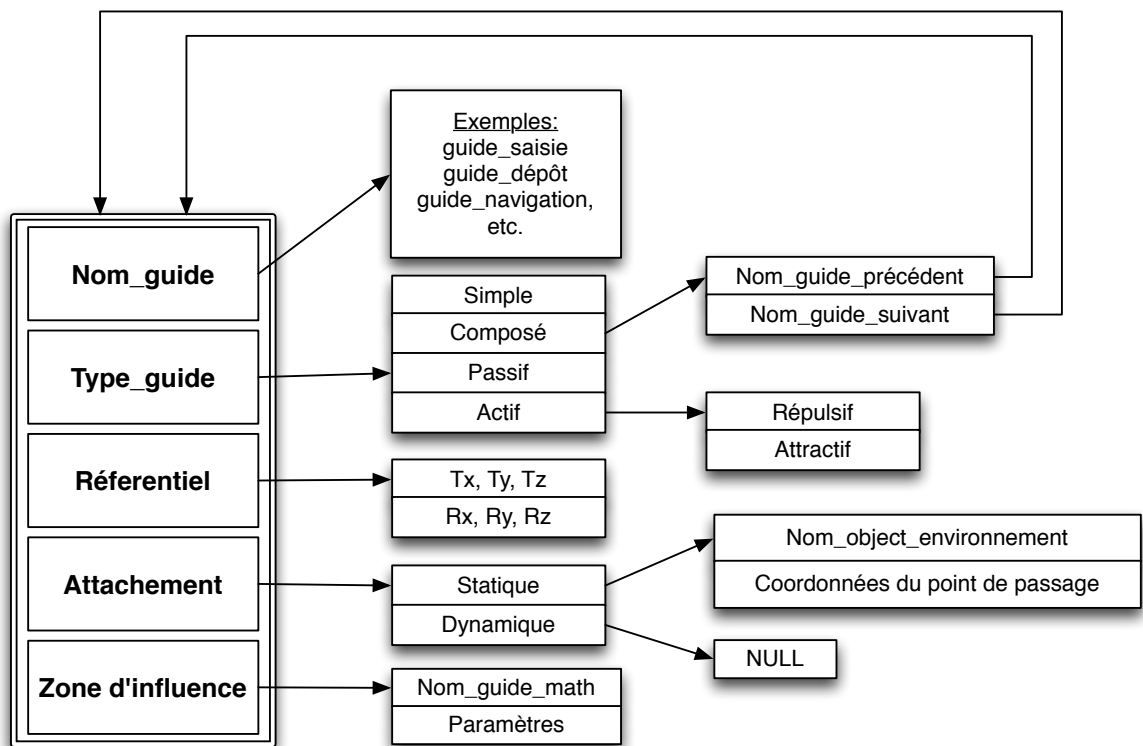 Exemples:
guide_saisie
guide_dépôt
guide_navigation,
etc.
Nom_guide
Simple
Composé
Passif
Actif
Nom_guide_précédent
Nom_guide_suivant
Type_guide
Répulsif
Attractif
Réferentiel
Tx, Ty, Tz
Rx, Ry, Rz
Attachement
Statique
Dynamique
Nom_object_environnement
Coordonnées du point de passage
NULL
Zone d'influence
Nom_guide_math
Paramètres